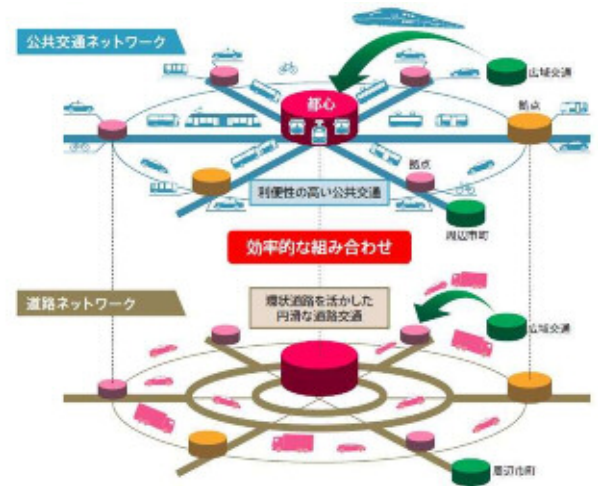 公共交通ネットワーク
広域交通
都心
拠点
拠点
利便性の高い公共交通
周辺市町
効率的な組み合わせ
道路ネットワーク
環状道路を活かした
円滑な道路交通
広域交通
周辺市町